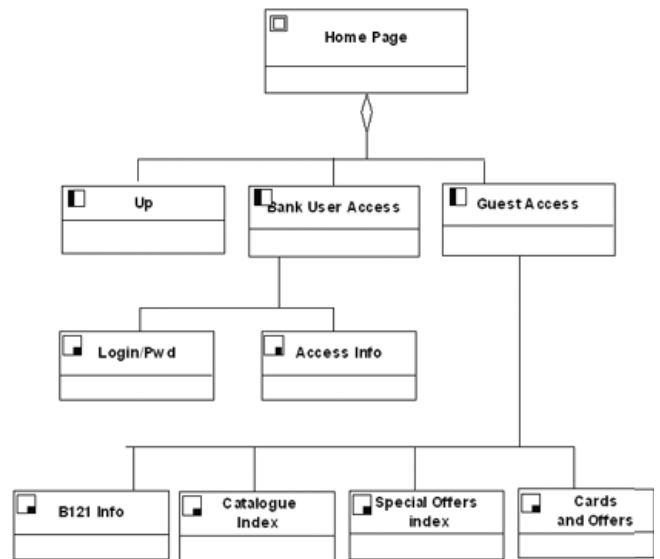 Home Page
Up
Bank User Access
Guest Access
Login/Pwd
Access Info
B121 Info
Catalogue
Index
Special Offers
index
Cards
and Offers